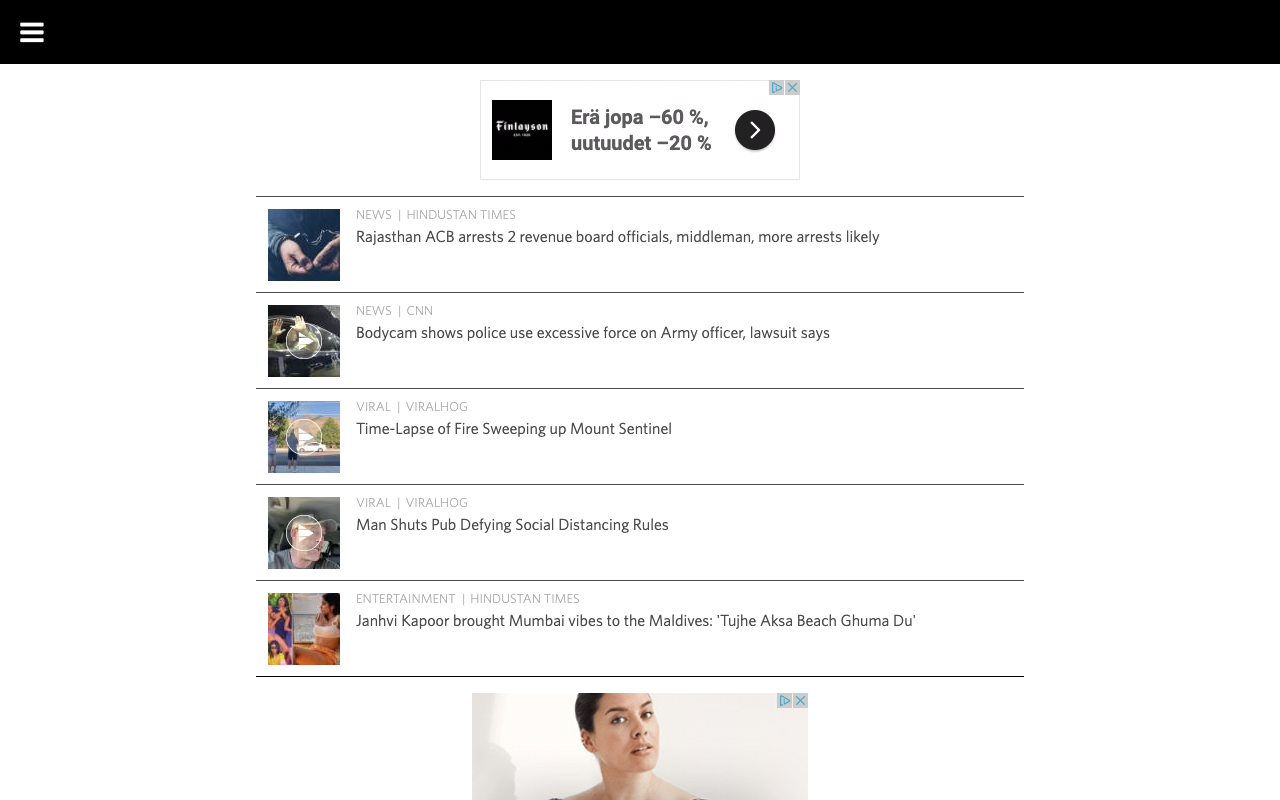 Finlayson
Erä jopa –60 %,
uutuudet –20 %
NEWS | HINDUSTAN TIMES
Rajasthan ACB arrests 2 revenue board officials, middleman, more arrests likely
NEWS | CNN
Bodycam shows police use excessive force on Army officer, lawsuit says
VIRAL | VIRALHOG
Time-Lapse of Fire Sweeping up Mount Sentinel
VIRAL | VIRALHOG
Man Shuts Pub Defying Social Distancing Rules
ENTERTAINMENT | HINDUSTAN TIMES
Janhvi Kapoor brought Mumbai vibes to the Maldives: 'Tujhe Aksa Beach Ghuma Du'